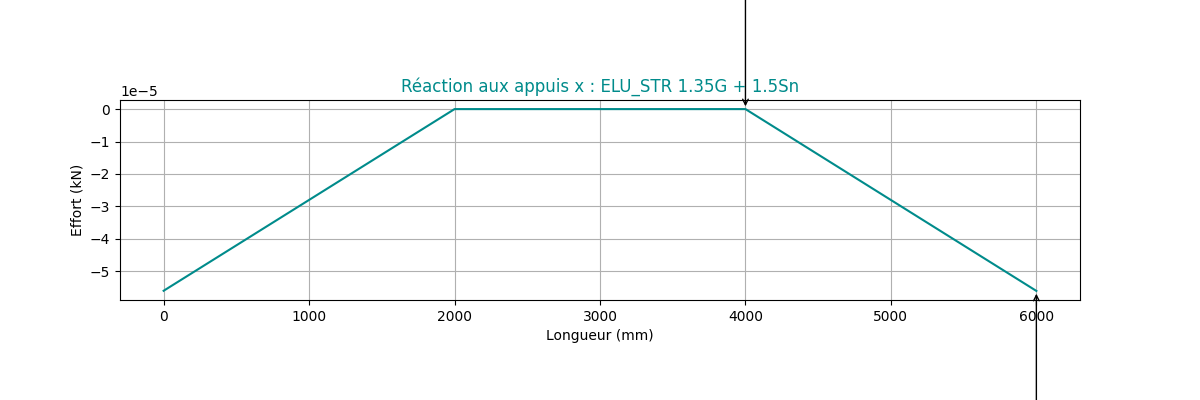 Réaction aux appuis x : ELU_STR 1.35G + 1.5Sn
1e−5
0
−1
−2
−3
−4
−5
Effort (kN)
0 1000 2000 3000 4000 5000 6000
Longueur (mm)